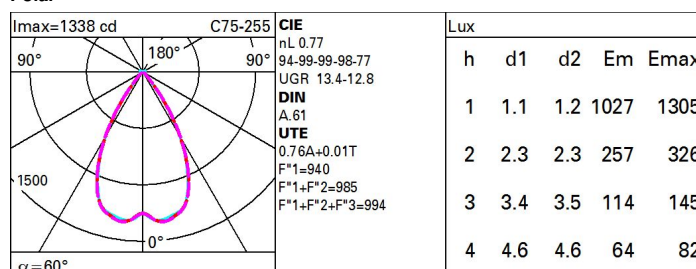 Imax=1338 cd C75-255
90° 180° 90°
1500
0°
α=60°
CIE
nL 0.77
94-99-99-98-77
UGR 13.4-12.8
DIN
A.61
UTE
0.76A+0.01T
F"1=940
F"1+F"2=985
F"1+F"2+F"3=994
Lux
h d1 d2 Em Emax
1 1.1 1.2 1027 1305
2 2.3 2.3 257 326
3 3.4 3.5 114 145
4 4.6 4.6 64 82